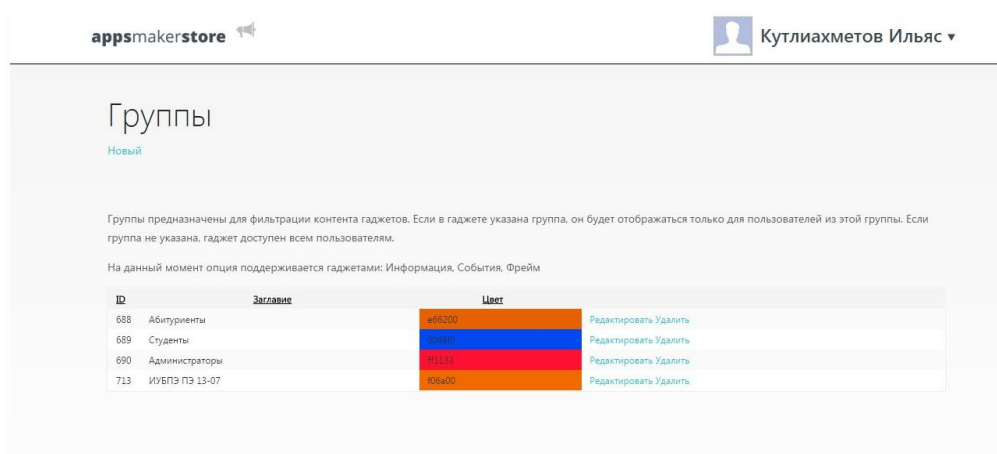 appsmakerstore
Кутлиахметов Ильяс ▾
Группы
Новый
Группы предназначены для фильтрации контента гаджетов. Если в гаджете указана группа, он будет отображаться только для пользователей из этой группы. Если
группа не указана, гаджет доступен всем пользователям.
На данный момент опция поддерживается гаджетами: Информация, События, Фрейм
ID Заглавие Цвет
688 Абитуриенты e66200 Редактировать Удалить
689 Студенты Редактировать Удалить
690 Администраторы ff1133 Редактировать Удалить
713 ИУБПЭ ПЭ 13-07 f06a00 Редактировать Удалить